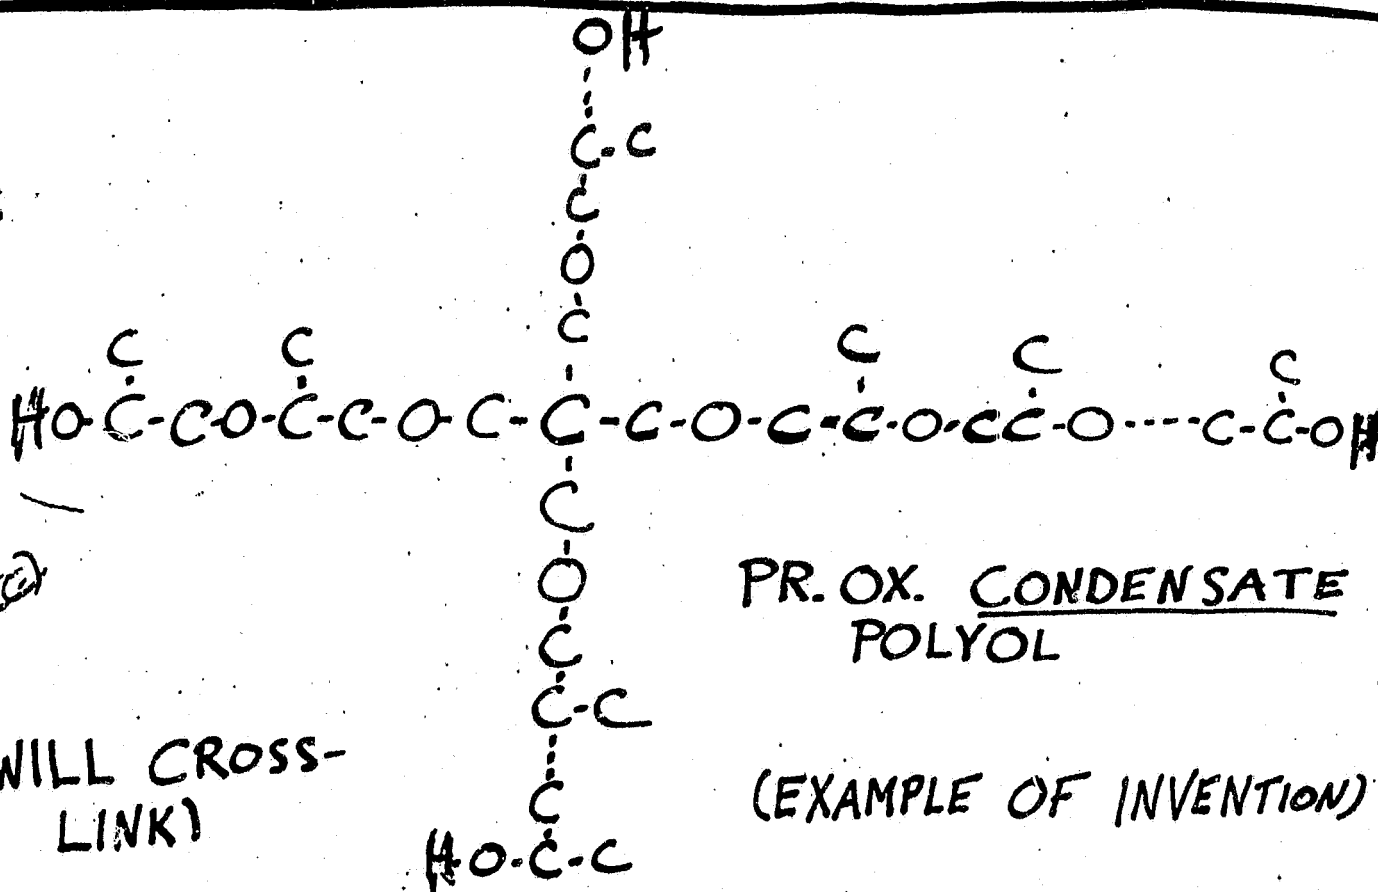 OH
C-C
C
O
C
C C C C C
HO-C-CO-C-C-O-C-C-C-O-C-C-O-CC-O----C-C-OH
C
O
C
C-C
C
HO-C-C
PR. OX. CONDENSATE
POLYOL
WILL CROSS-
LINK)
(EXAMPLE OF INVENTION)